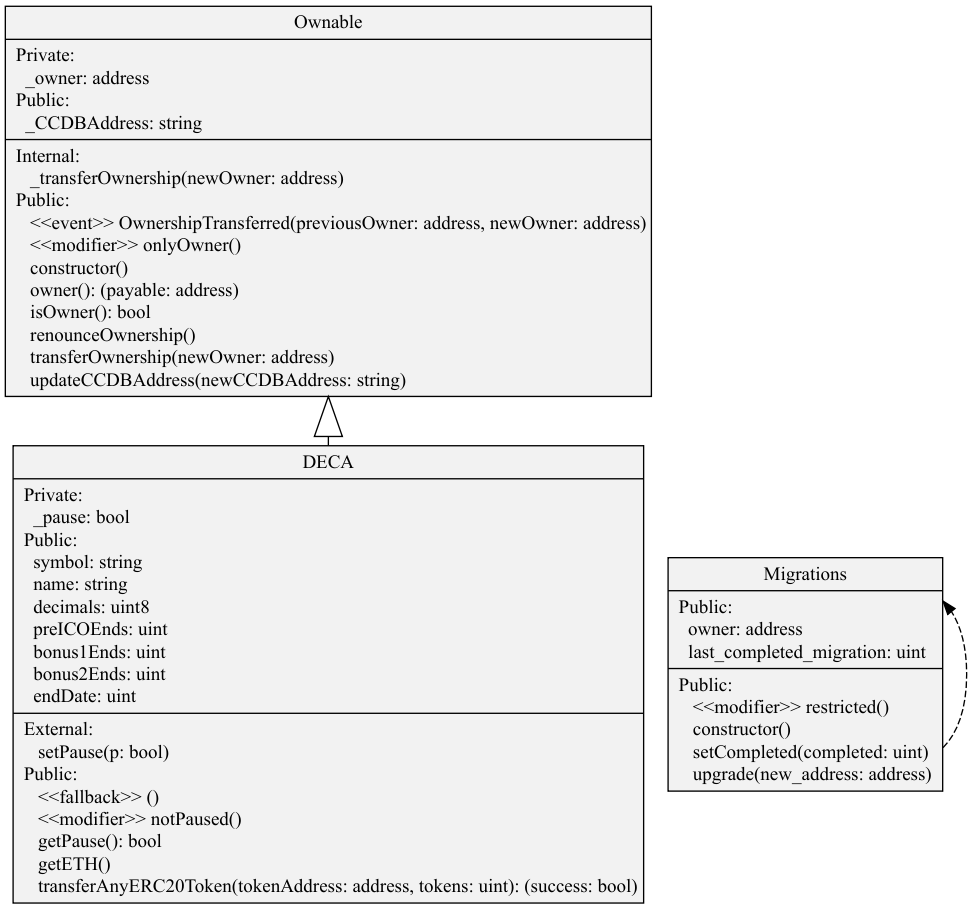 Ownable
Private:
_owner: address
Public:
_CCDBAddress: string
Internal:
_transferOwnership(newOwner: address)
Public:
<<event>> OwnershipTransferred(previousOwner: address, newOwner: address)
<<modifier>> onlyOwner()
constructor()
owner(): (payable: address)
isOwner(): bool
renounceOwnership()
transferOwnership(newOwner: address)
updateCCDBAddress(newCCDBAddress: string)
DECA
Private:
_pause: bool
Public:
symbol: string
name: string
decimals: uint8
preICOEnds: uint
bonus1Ends: uint
bonus2Ends: uint
endDate: uint
External:
setPause(p: bool)
Public:
<<fallback>> ()
<<modifier>> notPaused()
getPause(): bool
getETH()
transferAnyERC20Token(tokenAddress: address, tokens: uint): (success: bool)
Migrations
Public:
owner: address
last_completed_migration: uint
Public:
<<modifier>> restricted()
constructor()
setCompleted(completed: uint)
upgrade(new_address: address)